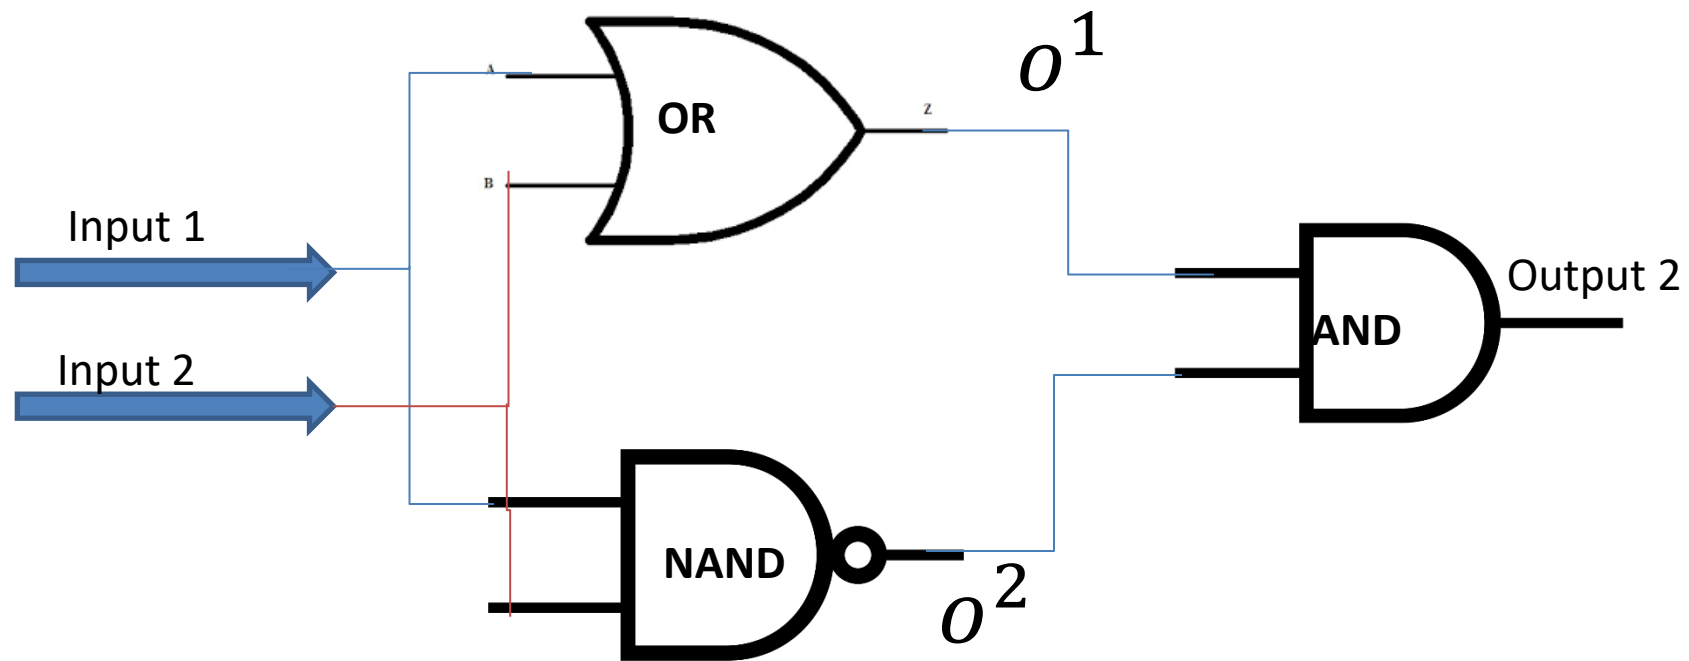 o¹
A
Z
OR
B
Input 1
Output 2
AND
Input 2
NAND
o²